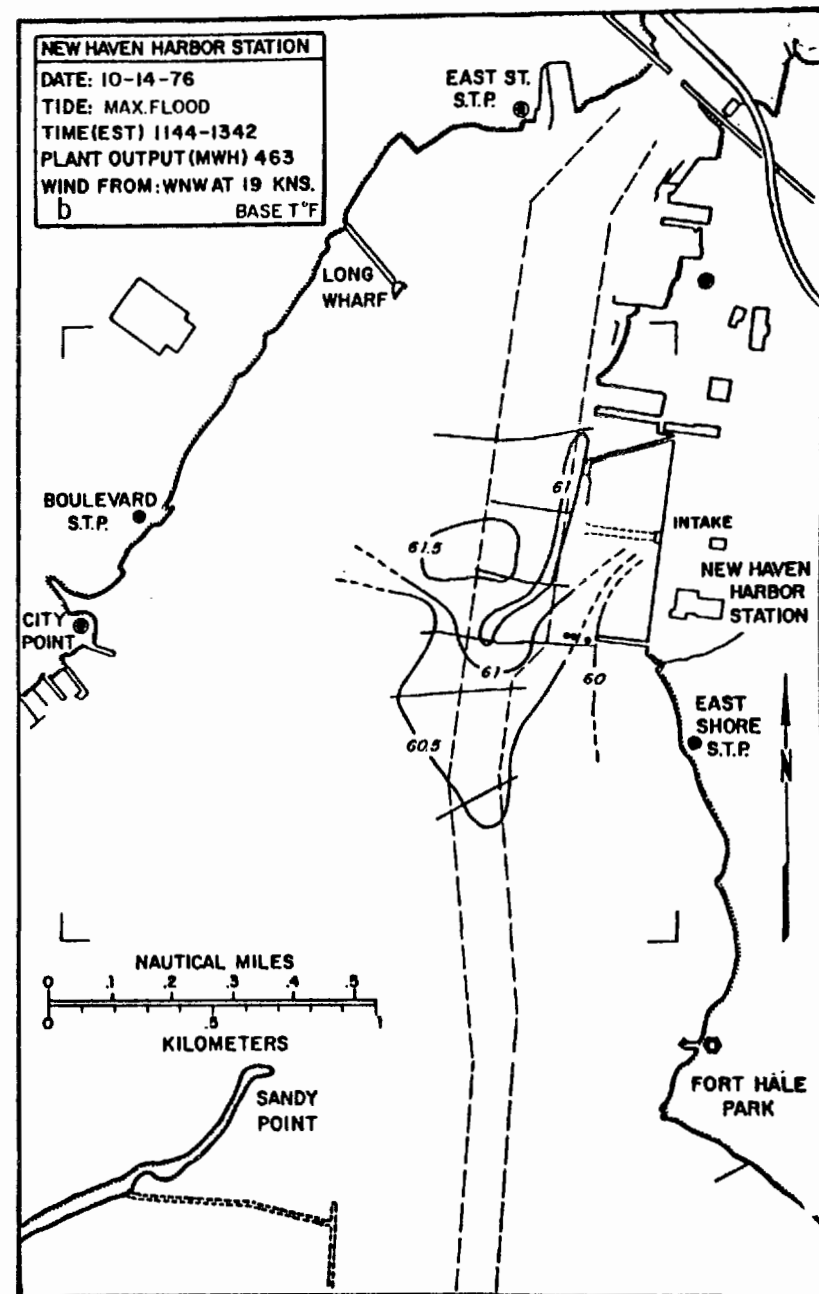 NEW HAVEN HARBOR STATION
DATE: 10-14-76
TIDE: MAX.FLOOD
TIME(EST) 1144-1342
PLANT OUTPUT(MWH) 463
WIND FROM:WNW AT 19 KNS.
b BASE T°F
EAST ST.
S.T.P.
LONG
WHARF
BOULEVARD
S.T.P.
CITY
POINT
61
61.5
INTAKE
NEW HAVEN
HARBOR
STATION
61
60
60.5
EAST
SHORE
S.T.P.
N
NAUTICAL MILES
0 .1 .2 .3 .4 .5
0 .5 1
KILOMETERS
SANDY
POINT
FORT HALE
PARK